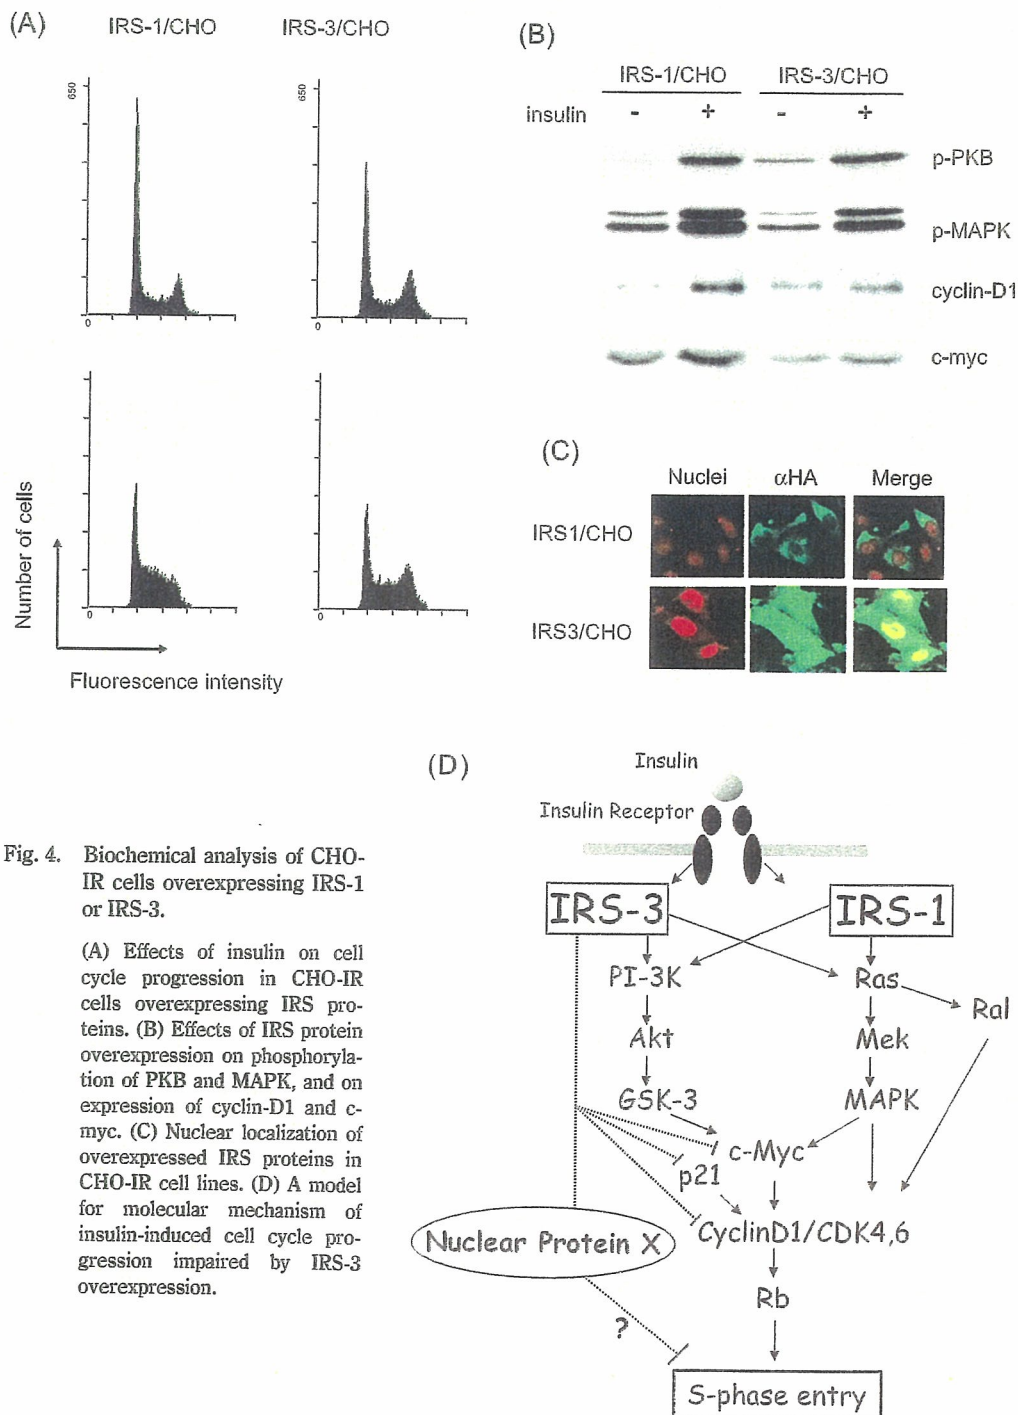 (A)
IRS-1/CHO
IRS-3/CHO
650
650
0
0
0
0
Number of cells
Fluorescence intensity
(B)
IRS-1/CHO
IRS-3/CHO
insulin
- + - +
p-PKB
p-MAPK
cyclin-D1
c-myc
(C)
Nuclei αHA Merge
IRS1/CHO
IRS3/CHO
Fig. 4. Biochemical analysis of CHO-
IR cells overexpressing IRS-1
or IRS-3.
(A) Effects of insulin on cell
cycle progression in CHO-IR
cells overexpressing IRS pro-
teins. (B) Effects of IRS protein
overexpression on phosphoryla-
tion of PKB and MAPK, and on
expression of cyclin-D1 and c-
myc. (C) Nuclear localization of
overexpressed IRS proteins in
CHO-IR cell lines. (D) A model
for molecular mechanism of
insulin-induced cell cycle pro-
gression impaired by IRS-3
overexpression.
(D)
Insulin
Insulin Receptor
IRS-3
IRS-1
PI-3K
Ras
Ral
Akt
Mek
GSK-3
MAPK
c-Myc
p21
CyclinD1/CDK4,6
Nuclear Protein X
Rb
?
S-phase entry